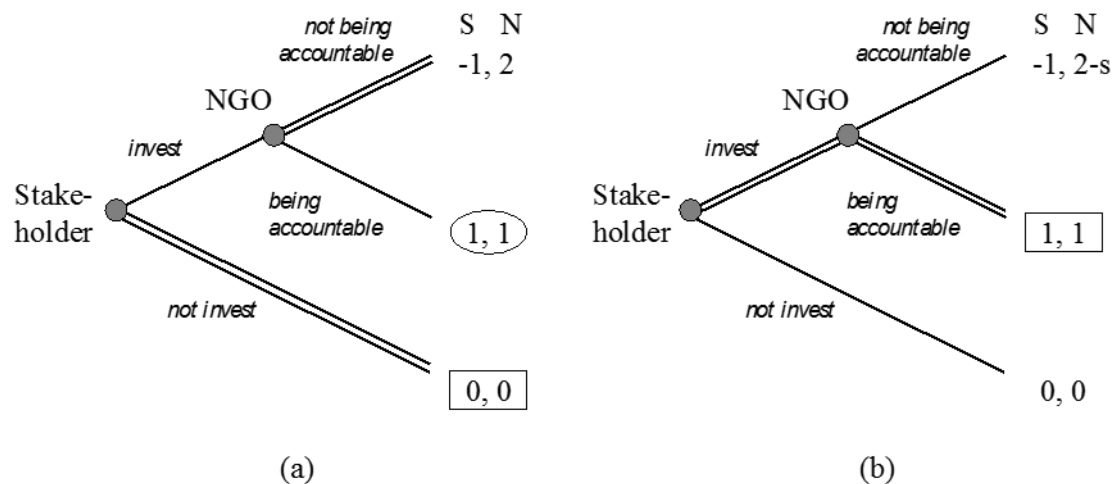 not being
accountable
S N
-1, 2
NGO
invest
Stake-
holder
being
accountable
1, 1
not invest
0, 0
(a)
not being
accountable
S N
-1, 2-s
NGO
invest
Stake-
holder
being
accountable
1, 1
not invest
0, 0
(b)